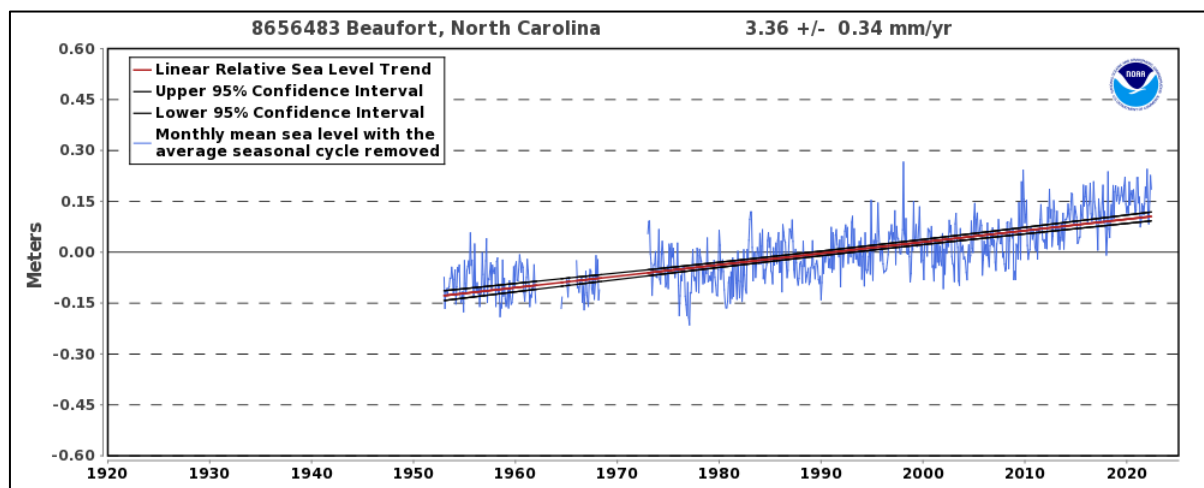 8656483 Beaufort, North Carolina 3.36 +/- 0.34 mm/yr
0.60
0.45
0.30
0.15
0.00
-0.15
-0.30
-0.45
-0.60
Meters
Linear Relative Sea Level Trend
Upper 95% Confidence Interval
Lower 95% Confidence Interval
Monthly mean sea level with the
average seasonal cycle removed
NOAA
1920 1930 1940 1950 1960 1970 1980 1990 2000 2010 2020